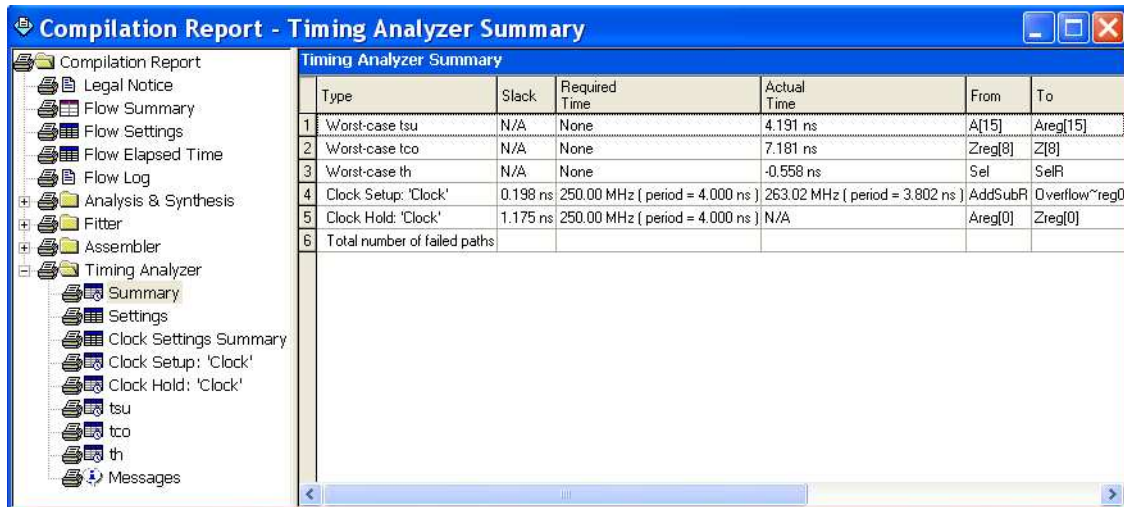 Compilation Report - Timing Analyzer Summary
Compilation Report
Legal Notice
Flow Summary
Flow Settings
Flow Elapsed Time
Flow Log
Analysis & Synthesis
Fitter
Assembler
Timing Analyzer
Summary
Settings
Clock Settings Summary
Clock Setup: 'Clock'
Clock Hold: 'Clock'
tsu
tco
th
Messages
Timing Analyzer Summary
Type Slack Required Time Actual Time From To
1 Worst-case tsu N/A None 4.191 ns A[15] Areg[15]
2 Worst-case tco N/A None 7.181 ns Zreg[8] Z[8]
3 Worst-case th N/A None -0.558 ns Sel SelR
4 Clock Setup: 'Clock' 0.198 ns 250.00 MHz ( period = 4.000 ns ) 263.02 MHz ( period = 3.802 ns ) AddSubR Overflow~reg0
5 Clock Hold: 'Clock' 1.175 ns 250.00 MHz ( period = 4.000 ns ) N/A Areg[0] Zreg[0]
6 Total number of failed paths